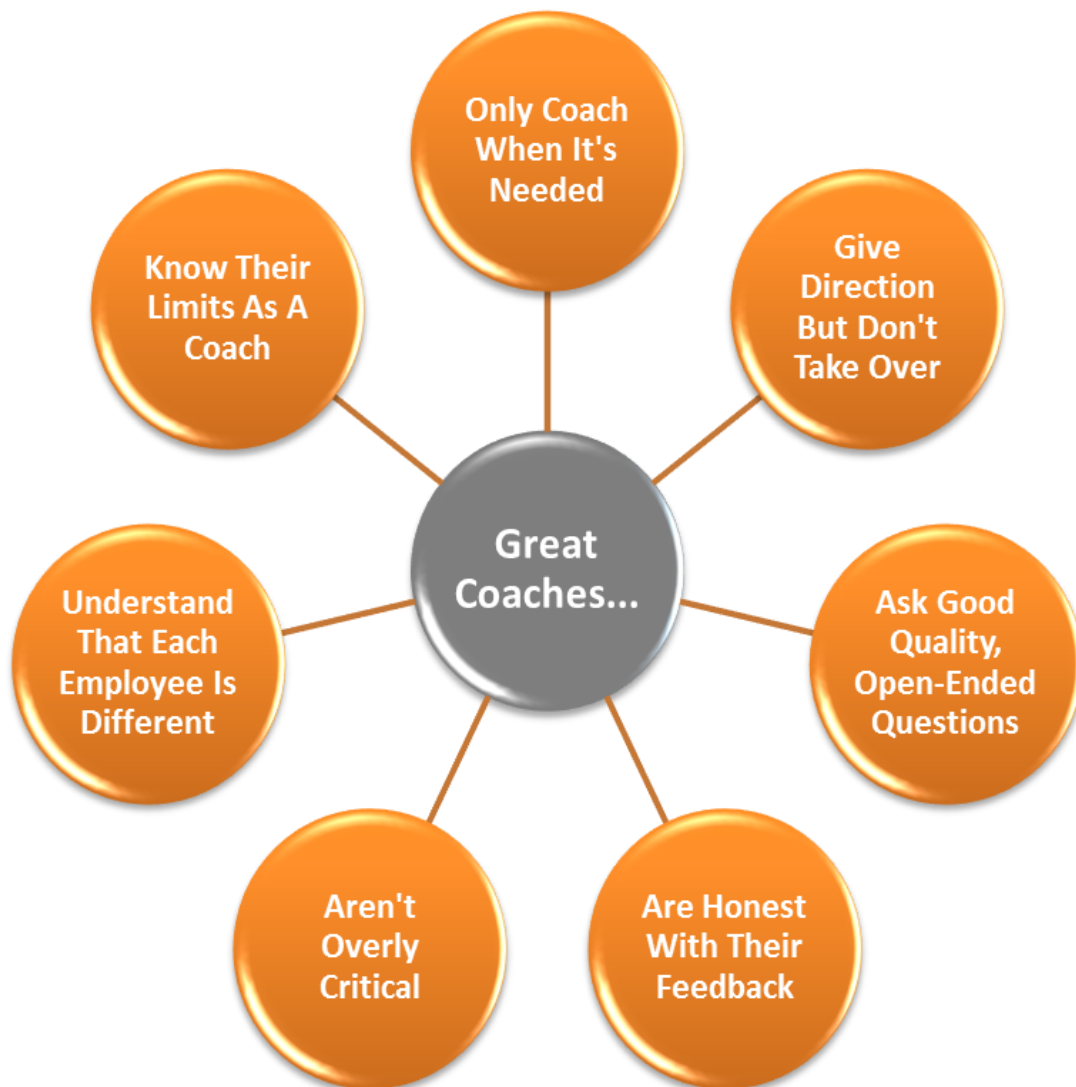 Great
Coaches...
Only Coach
When It's
Needed
Give
Direction
But Don't
Take Over
Ask Good
Quality,
Open-Ended
Questions
Are Honest
With Their
Feedback
Aren't
Overly
Critical
Understand
That Each
Employee Is
Different
Know Their
Limits As A
Coach